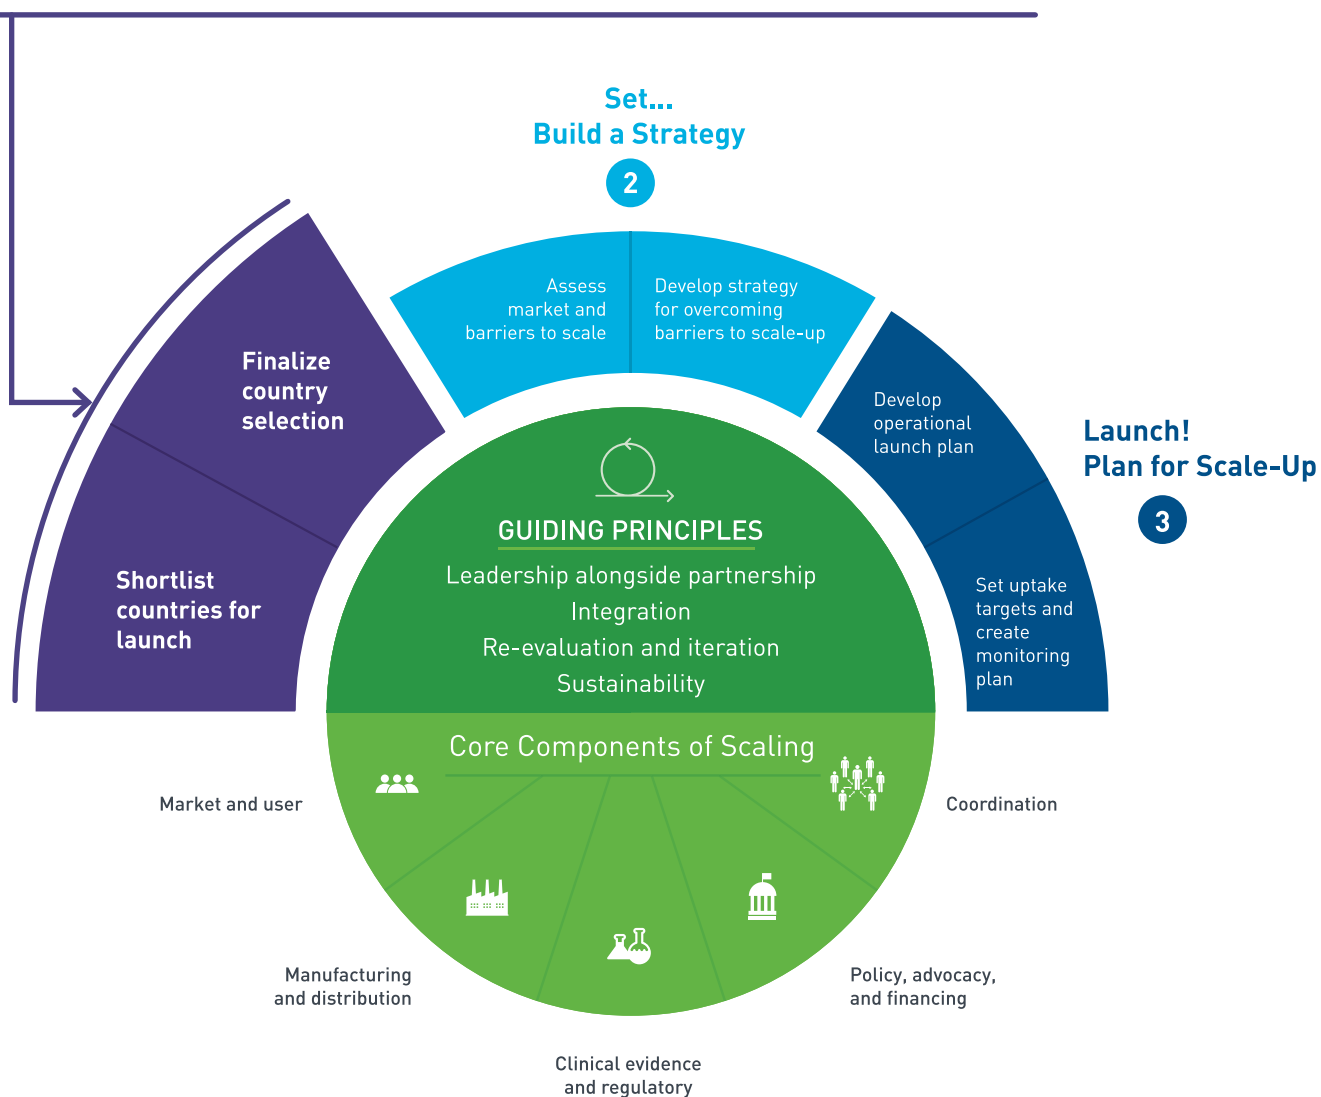 Set...
Build a Strategy
2
Assess
market and
barriers to scale
Develop strategy
for overcoming
barriers to scale-up
Finalize
country
selection
Shortlist
countries for
launch
Develop
operational
launch plan
Launch!
Plan for Scale-Up
3
Set uptake
targets and
create
monitoring
plan
GUIDING PRINCIPLES
Leadership alongside partnership
Integration
Re-evaluation and iteration
Sustainability
Core Components of Scaling
Market and user
Manufacturing
and distribution
Clinical evidence
and regulatory
Policy, advocacy,
and financing
Coordination